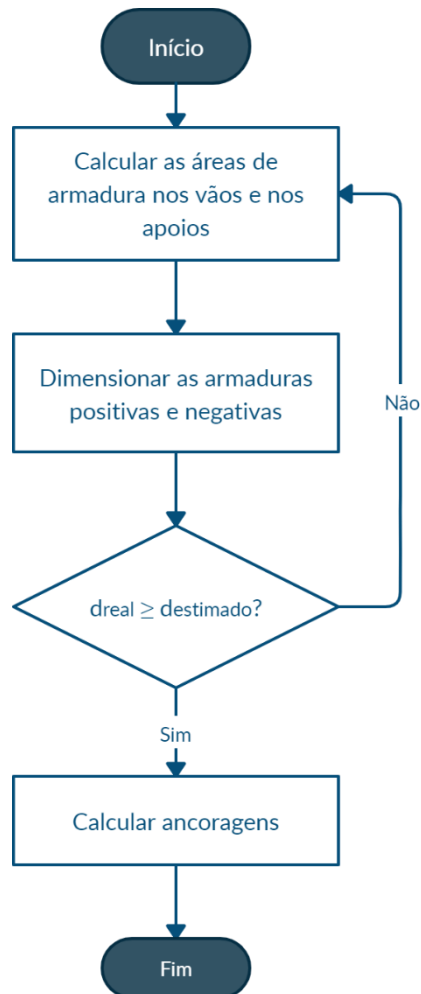 Início
Calcular as áreas de
armadura nos vãos e nos
apoios
Dimensionar as armaduras
positivas e negativas
Não
dreal ≥ destimado?
Sim
Calcular ancoragens
Fim